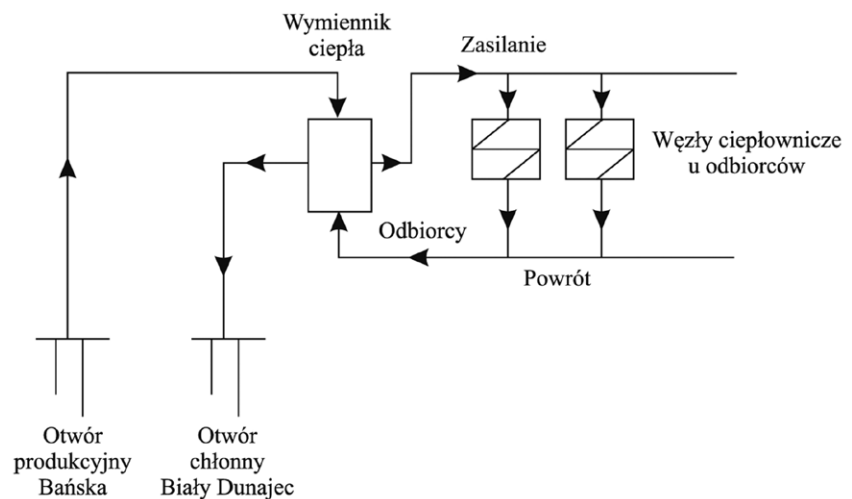 Wymiennik
ciepła
Zasilanie
Węzły ciepłownicze
u odbiorców
Odbiorcy
Powrót
Otwór
produkcyjny
Bańska
Otwór
chłonny
Biały Dunajec